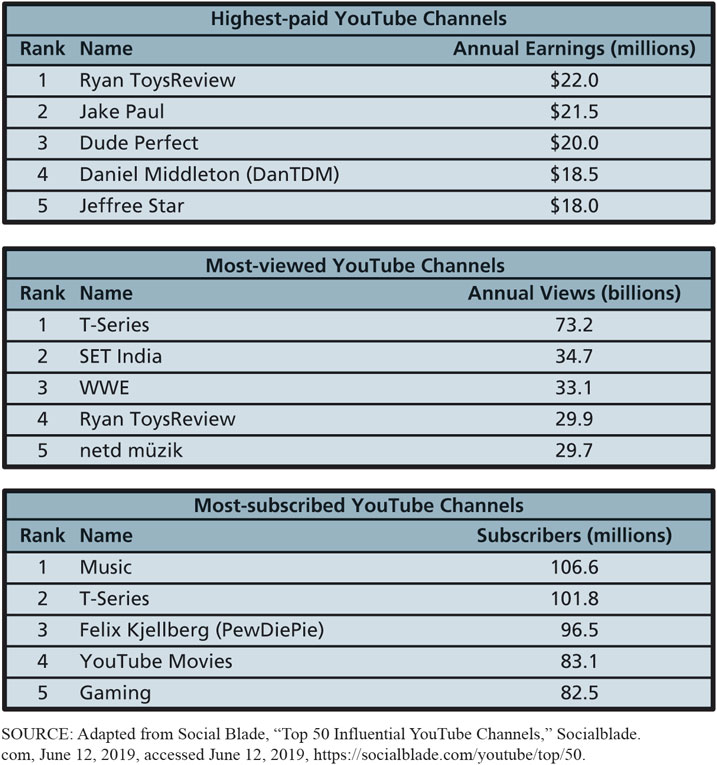 Highest-paid YouTube Channels
Rank Name Annual Earnings (millions)
1 Ryan ToysReview $22.0
2 Jake Paul $21.5
3 Dude Perfect $20.0
4 Daniel Middleton (DanTDM) $18.5
5 Jeffree Star $18.0
Most-viewed YouTube Channels
Rank Name Annual Views (billions)
1 T-Series 73.2
2 SET India 34.7
3 WWE 33.1
4 Ryan ToysReview 29.9
5 netd müzik 29.7
Most-subscribed YouTube Channels
Rank Name Subscribers (millions)
1 Music 106.6
2 T-Series 101.8
3 Felix Kjellberg (PewDiePie) 96.5
4 YouTube Movies 83.1
5 Gaming 82.5
SOURCE: Adapted from Social Blade, “Top 50 Influential YouTube Channels,” Socialblade.
com, June 12, 2019, accessed June 12, 2019, https://socialblade.com/youtube/top/50.